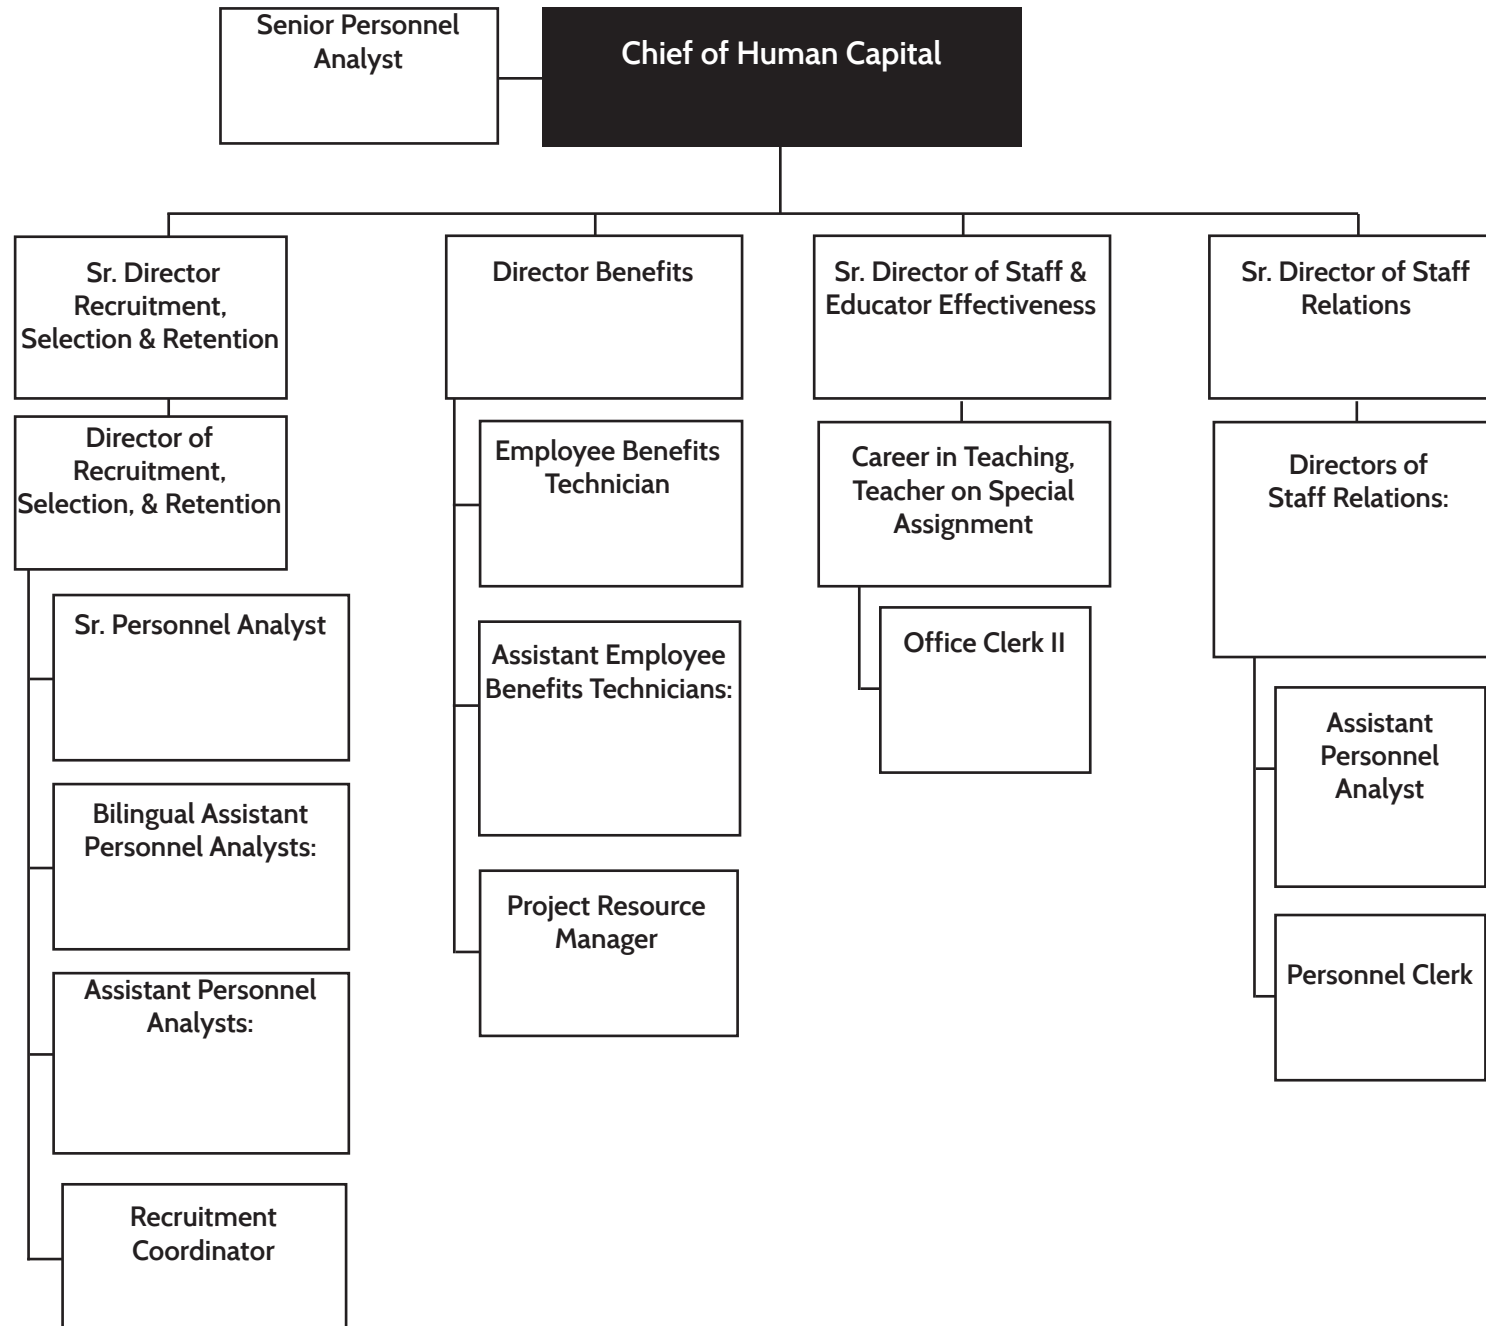 Senior Personnel
Analyst
Chief of Human Capital
Sr. Director
Recruitment,
Selection & Retention
Director of
Recruitment,
Selection, & Retention
Sr. Personnel Analyst
Bilingual Assistant
Personnel Analysts:
Assistant Personnel
Analysts:
Recruitment
Coordinator
Director Benefits
Employee Benefits
Technician
Assistant Employee
Benefits Technicians:
Project Resource
Manager
Sr. Director of Staff &
Educator Effectiveness
Career in Teaching,
Teacher on Special
Assignment
Office Clerk II
Sr. Director of Staff
Relations
Directors of
Staff Relations:
Assistant
Personnel
Analyst
Personnel Clerk